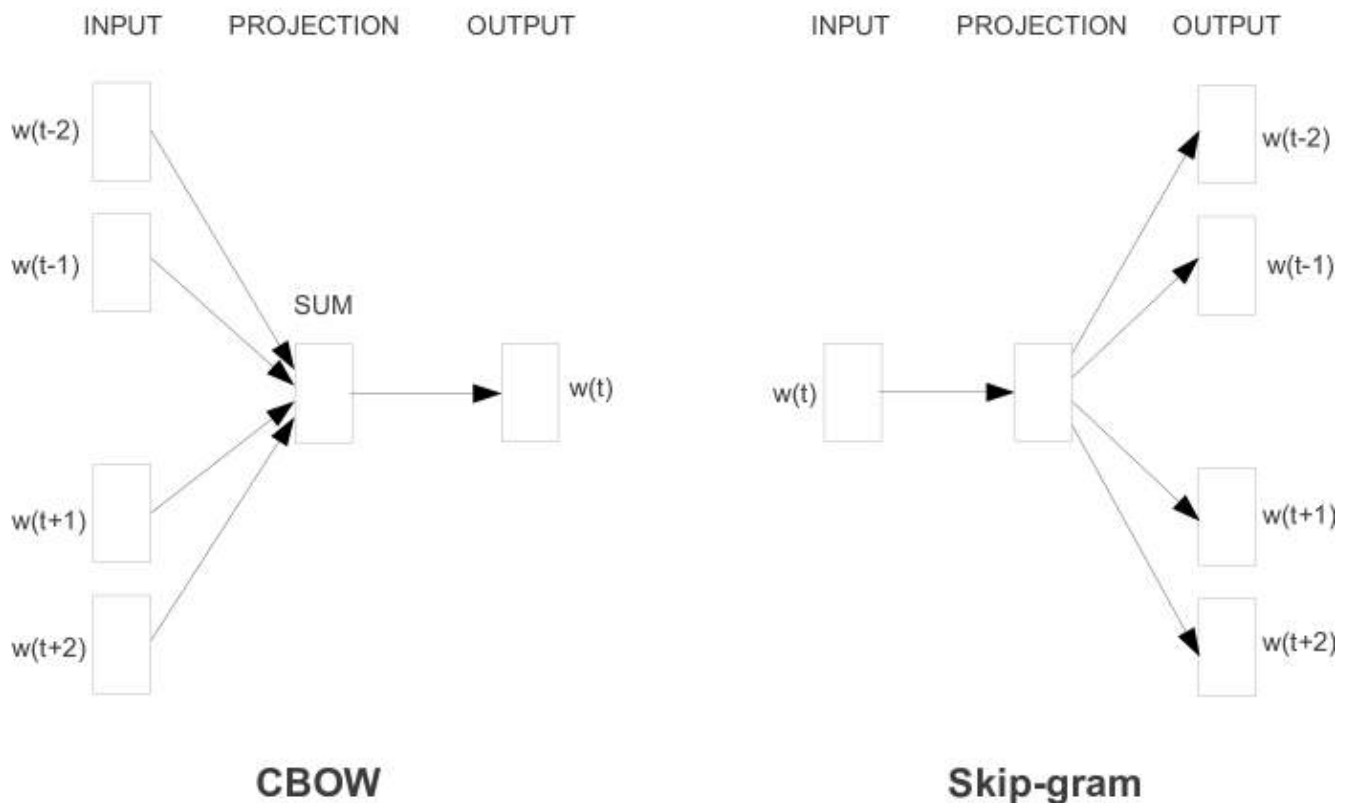 INPUT PROJECTION OUTPUT
w(t-2)
w(t-1)
SUM
w(t)
w(t+1)
w(t+2)
CBOW
INPUT PROJECTION OUTPUT
w(t-2)
w(t-1)
w(t)
w(t+1)
w(t+2)
Skip-gram